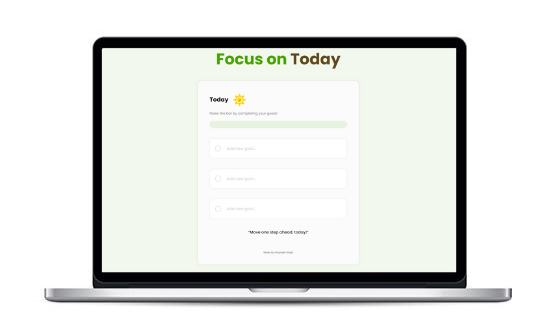 Focus on Today
Today
Raise the bar by completing your goals!
Add new goal...
Add new goal...
Add new goal...
"Move one step ahead, today!"